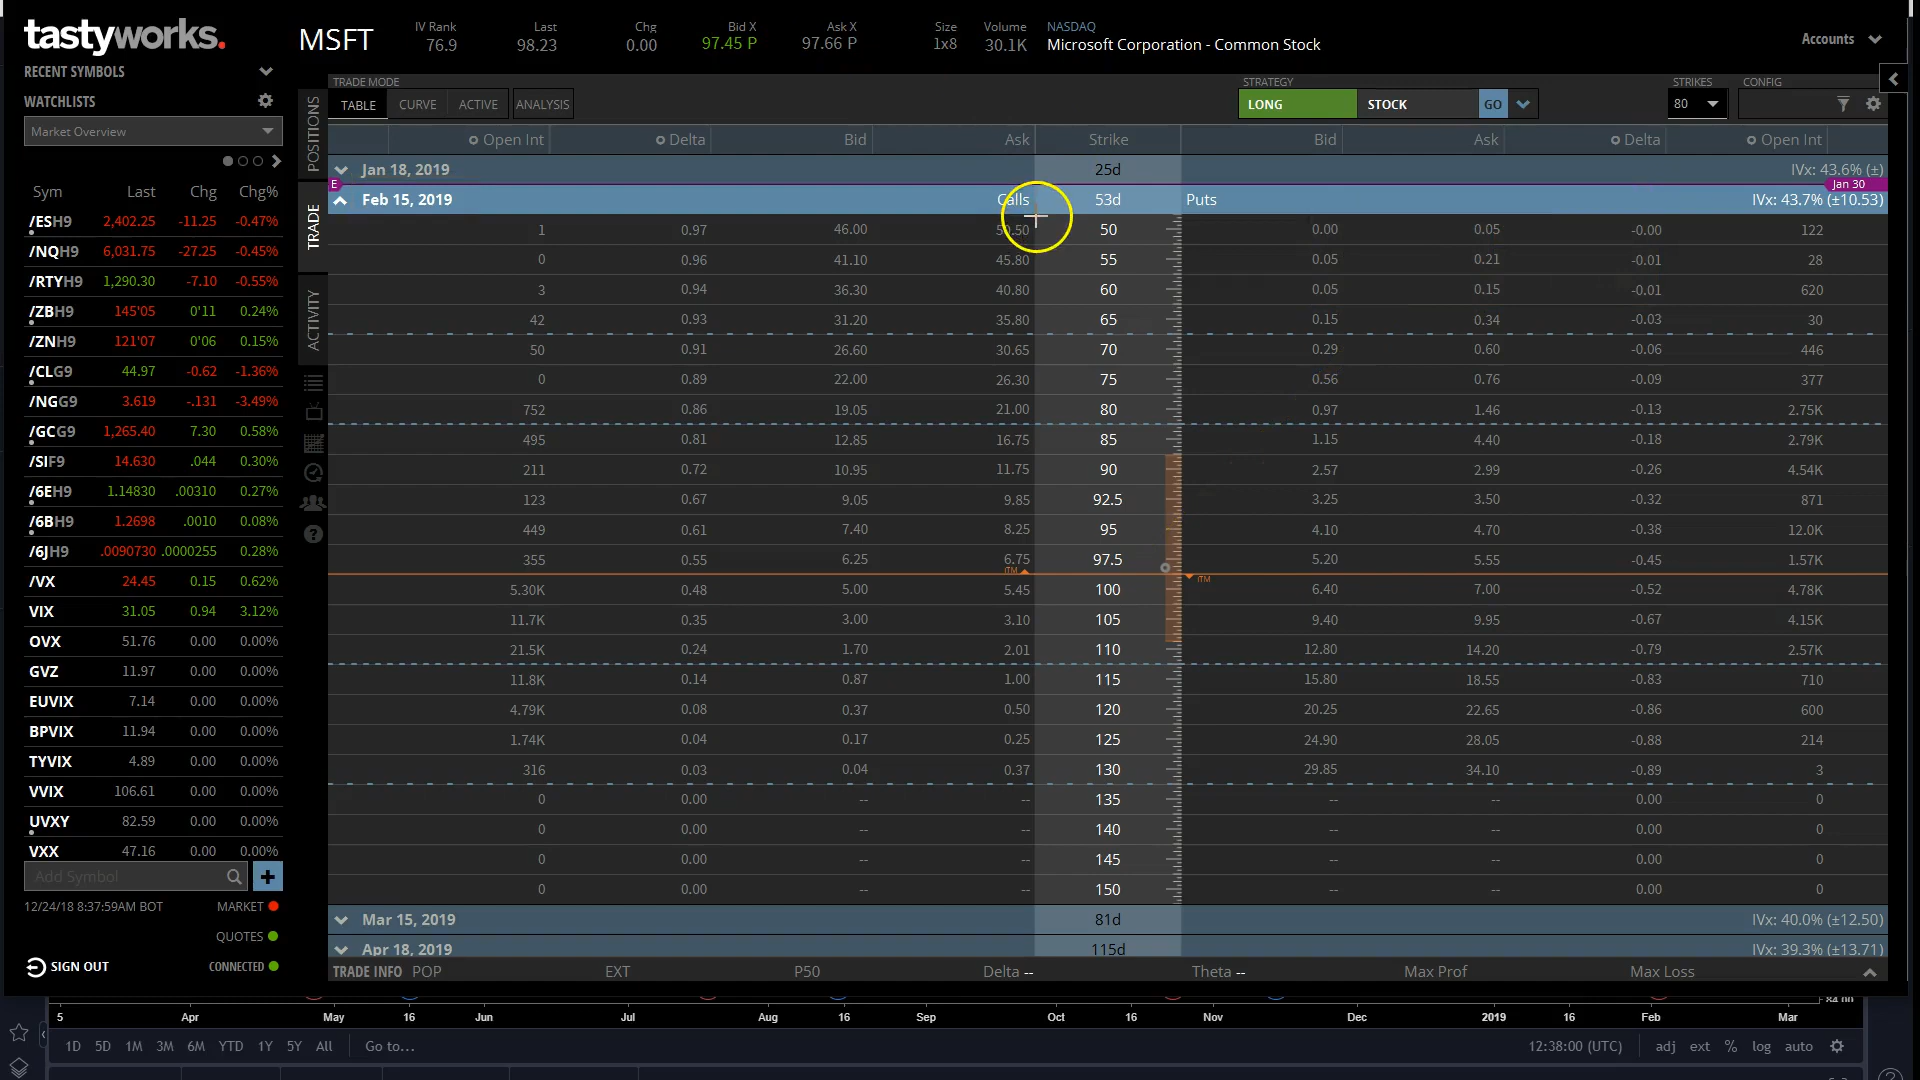 tastyworks.
RECENT SYMBOLS
WATCHLISTS
Market Overview
Sym Last Chg Chg%
/ESH9 2,402.25 -11.25 -0.47%
/NQH9 6,031.75 -27.25 -0.45%
/RTYH9 1,290.30 -7.10 -0.55%
/ZBH9 145'05 0'11 0.24%
/ZNH9 121'07 0'06 0.15%
/CLG9 44.97 -0.62 -1.36%
/NGG9 3.619 -.131 -3.49%
/GCG9 1,265.40 7.30 0.58%
/SIF9 14.630 .044 0.30%
/6EH9 1.14830 .00310 0.27%
/6BH9 1.2698 .0010 0.08%
/6JH9 .0090730 .0000255 0.28%
/VX 24.45 0.15 0.62%
VIX 31.05 0.94 3.12%
OVX 51.76 0.00 0.00%
GVZ 11.97 0.00 0.00%
EUVIX 7.14 0.00 0.00%
BPVIX 11.94 0.00 0.00%
TYVIX 4.89 0.00 0.00%
VVIX 106.61 0.00 0.00%
UVXY 82.59 0.00 0.00%
VXX 47.16 0.00 0.00%
Add Symbol
12/24/18 8:37:59AM BOT MARKET
QUOTES
SIGN OUT CONNECTED
MSFT
IV Rank Last Chg Bid X Ask X Size Volume NASDAQ
76.9 98.23 0.00 97.45 P 97.66 P 1x8 30.1K Microsoft Corporation - Common Stock
Accounts
POSITIONS
TRADE
ACTIVITY
TRADE MODE STRATEGY STRIKES CONFIG
TABLE CURVE ACTIVE ANALYSIS LONG STOCK GO 80
Open Int Delta Bid Ask Strike Bid Ask Delta Open Int
Jan 18, 2019 25d IVx: 43.6% (±)
E Jan 30
Feb 15, 2019 Calls 53d Puts IVx: 43.7% (±10.53)
1 0.97 46.00 50.50 50 0.00 0.05 -0.00 122
0 0.96 41.10 45.80 55 0.05 0.21 -0.01 28
3 0.94 36.30 40.80 60 0.05 0.15 -0.01 620
42 0.93 31.20 35.80 65 0.15 0.34 -0.03 30
50 0.91 26.60 30.65 70 0.29 0.60 -0.06 446
0 0.89 22.00 26.30 75 0.56 0.76 -0.09 377
752 0.86 19.05 21.00 80 0.97 1.46 -0.13 2.75K
495 0.81 12.85 16.75 85 1.15 4.40 -0.18 2.79K
211 0.72 10.95 11.75 90 2.57 2.99 -0.26 4.54K
123 0.67 9.05 9.85 92.5 3.25 3.50 -0.32 871
449 0.61 7.40 8.25 95 4.10 4.70 -0.38 12.0K
355 0.55 6.25 6.75 97.5 5.20 5.55 -0.45 1.57K
ITM ITM
5.30K 0.48 5.00 5.45 100 6.40 7.00 -0.52 4.78K
11.7K 0.35 3.00 3.10 105 9.40 9.95 -0.67 4.15K
21.5K 0.24 1.70 2.01 110 12.80 14.20 -0.79 2.57K
11.8K 0.14 0.87 1.00 115 15.80 18.55 -0.83 710
4.79K 0.08 0.37 0.50 120 20.25 22.65 -0.86 600
1.74K 0.04 0.17 0.25 125 24.90 28.05 -0.88 214
316 0.03 0.04 0.37 130 29.85 34.10 -0.89 3
0 0.00 -- -- 135 -- -- 0.00 0
0 0.00 -- -- 140 -- -- 0.00 0
0 0.00 -- -- 145 -- -- 0.00 0
0 0.00 -- -- 150 -- -- 0.00 0
Mar 15, 2019 81d IVx: 40.0% (±12.50)
Apr 18, 2019 115d IVx: 39.3% (±13.71)
TRADE INFO POP EXT P50 Delta -- Theta -- Max Prof Max Loss
84.00
5 Apr May 16 Jun Jul Aug 16 Sep Oct 16 Nov Dec 2019 16 Feb Mar
1D 5D 1M 3M 6M YTD 1Y 5Y All Go to... 12:38:00 (UTC) adj ext % log auto